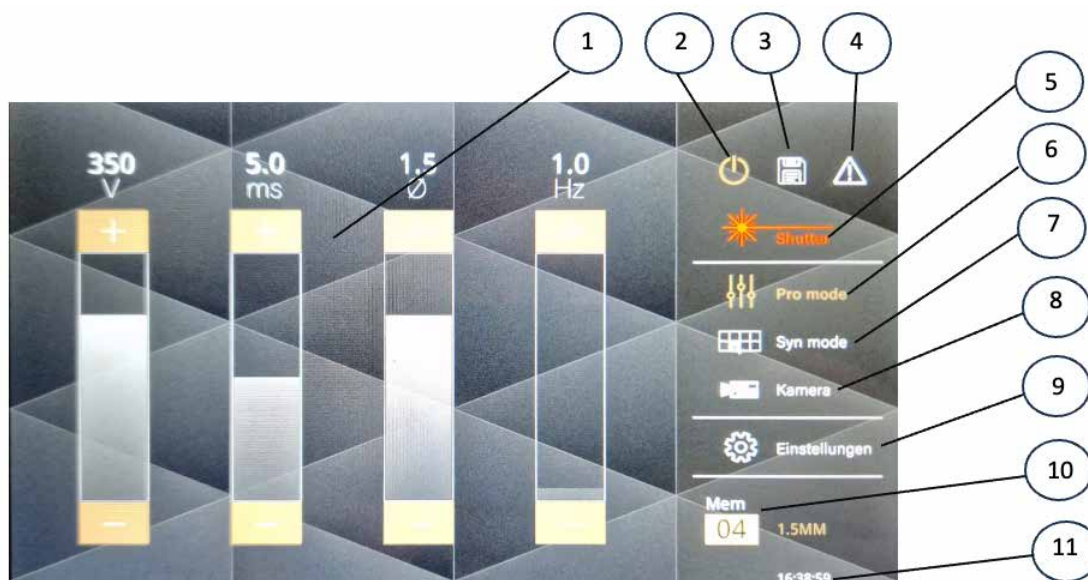 1 2 3 4
5
6
7
8
9
10
11
350 5.0 1.5 1.0
V ms Ø Hz
+ +
Shutter
Pro mode
Syn mode
Kamera
Einstellungen
Mem
04 1.5MM
16:38:59
− − − −